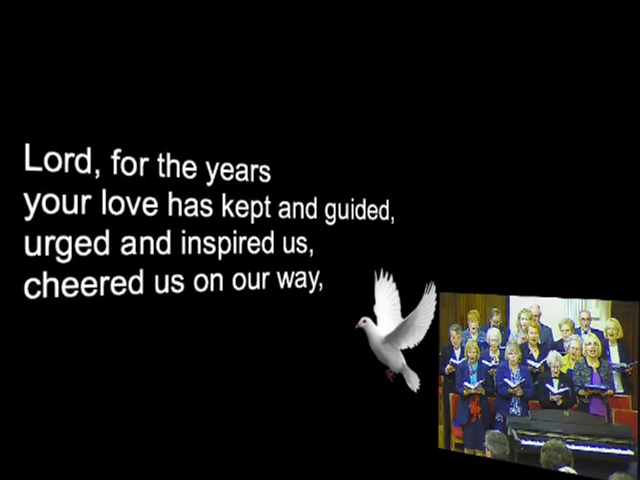 Lord, for the years
your love has kept and guided,
urged and inspired us,
cheered us on our way,